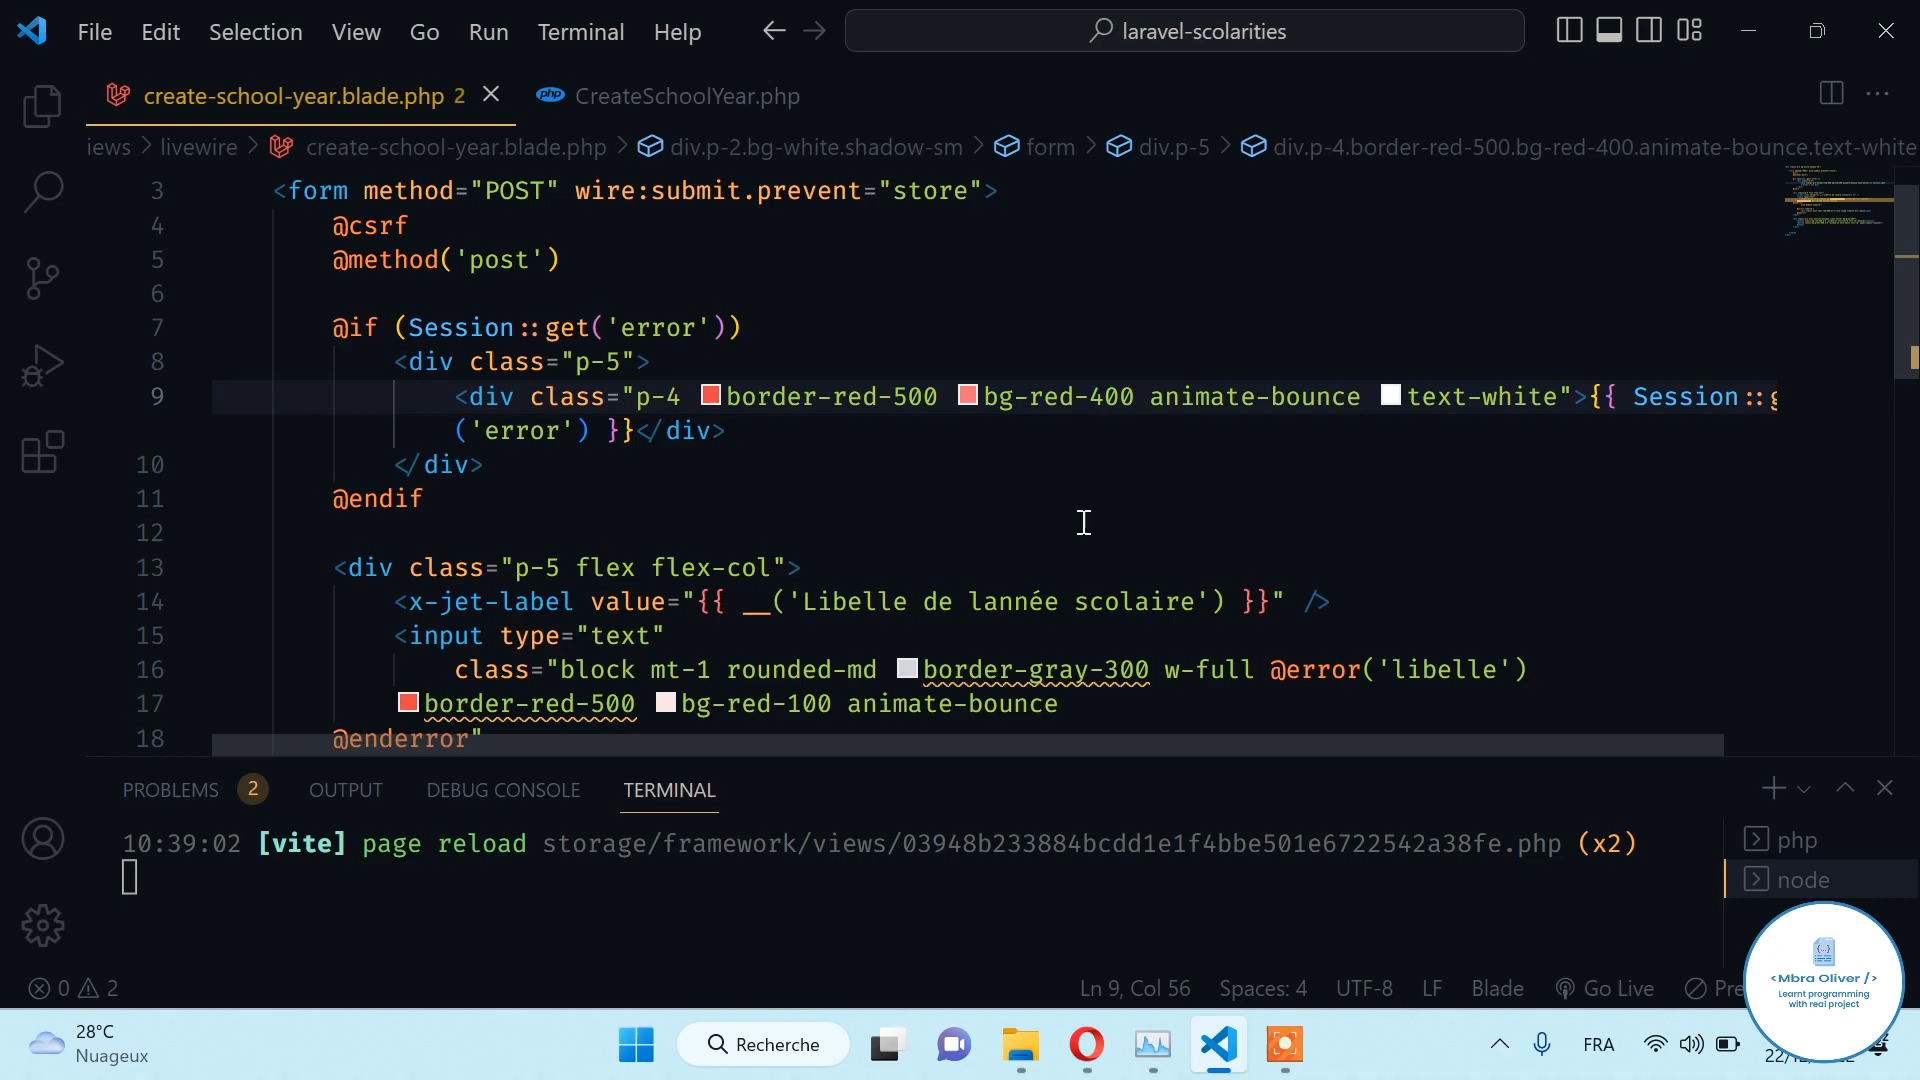 File Edit Selection View Go Run Terminal Help laravel-scolarities
create-school-year.blade.php 2 CreateSchoolYear.php
iews > livewire > create-school-year.blade.php > div.p-2.bg-white.shadow-sm > form > div.p-5 > div.p-4.border-red-500.bg-red-400.animate-bounce.text-white
3 <form method="POST" wire:submit.prevent="store">
4 @csrf
5 @method('post')
6
7 @if (Session::get('error'))
8 <div class="p-5">
9 <div class="p-4 border-red-500 bg-red-400 animate-bounce text-white">{{ Session::g
('error') }}</div>
10 </div>
11 @endif
12
13 <div class="p-5 flex flex-col">
14 <x-jet-label value="{{ __('Libelle de lannée scolaire') }}" />
15 <input type="text"
16 class="block mt-1 rounded-md border-gray-300 w-full @error('libelle')
17 border-red-500 bg-red-100 animate-bounce
18 @enderror"
PROBLEMS 2 OUTPUT DEBUG CONSOLE TERMINAL
10:39:02 [vite] page reload storage/framework/views/03948b233884bcdd1e1f4bbe501e6722542a38fe.php (x2)
php
node
{...}
<Mbra Oliver />
Learnt programming
with real project
0 2 Ln 9, Col 56 Spaces: 4 UTF-8 LF Blade Go Live Pre
28°C
Nuageux
Recherche
FRA